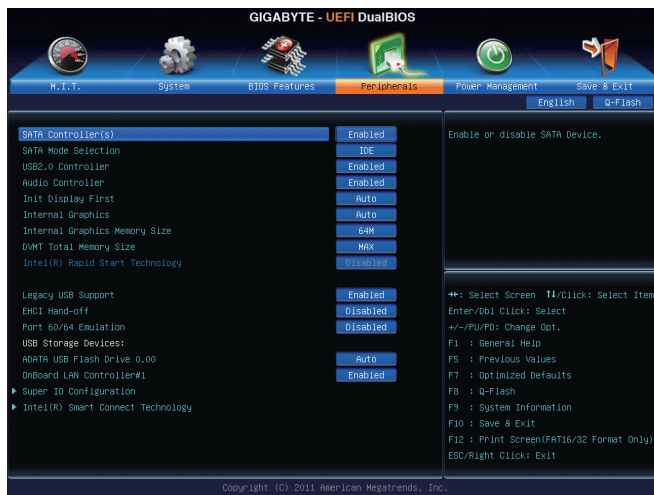 GIGABYTE - UEFI DualBIOS
M.I.T. System BIOS Features Peripherals Power Management Save & Exit
English Q-Flash
SATA Controller(s) Enabled
SATA Mode Selection IDE
USB2.0 Controller Enabled
Audio Controller Enabled
Init Display First Auto
Internal Graphics Auto
Internal Graphics Memory Size 64M
DVMT Total Memory Size MAX
Intel(R) Rapid Start Technology Disabled
Legacy USB Support Enabled
EHCI Hand-off Disabled
Port 60/64 Emulation Disabled
USB Storage Devices:
ADATA USB Flash Drive 0.00 Auto
OnBoard LAN Controller#1 Enabled
Super IO Configuration
Intel(R) Smart Connect Technology
Enable or disable SATA Device.
→←: Select Screen ↑↓/Click: Select Item
Enter/Dbl Click: Select
+/-/PU/PD: Change Opt.
F1 : General Help
F5 : Previous Values
F7 : Optimized Defaults
F8 : Q-Flash
F9 : System Information
F10 : Save & Exit
F12 : Print Screen(FAT16/32 Format Only)
ESC/Right Click: Exit
Copyright (C) 2011 American Megatrends, Inc.